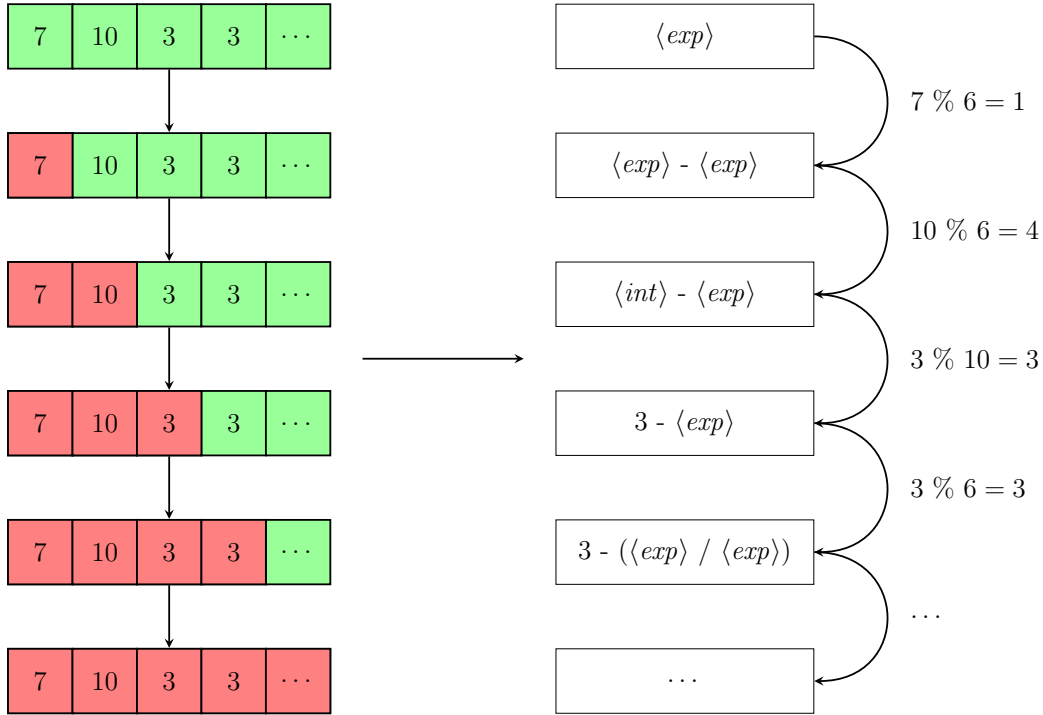 7 10 3 3 ··· ⟨exp⟩
7 % 6 = 1
7 10 3 3 ··· ⟨exp⟩ - ⟨exp⟩
10 % 6 = 4
7 10 3 3 ··· ⟨int⟩ - ⟨exp⟩
3 % 10 = 3
7 10 3 3 ··· 3 - ⟨exp⟩
3 % 6 = 3
7 10 3 3 ··· 3 - (⟨exp⟩ / ⟨exp⟩)
···
7 10 3 3 ··· ···